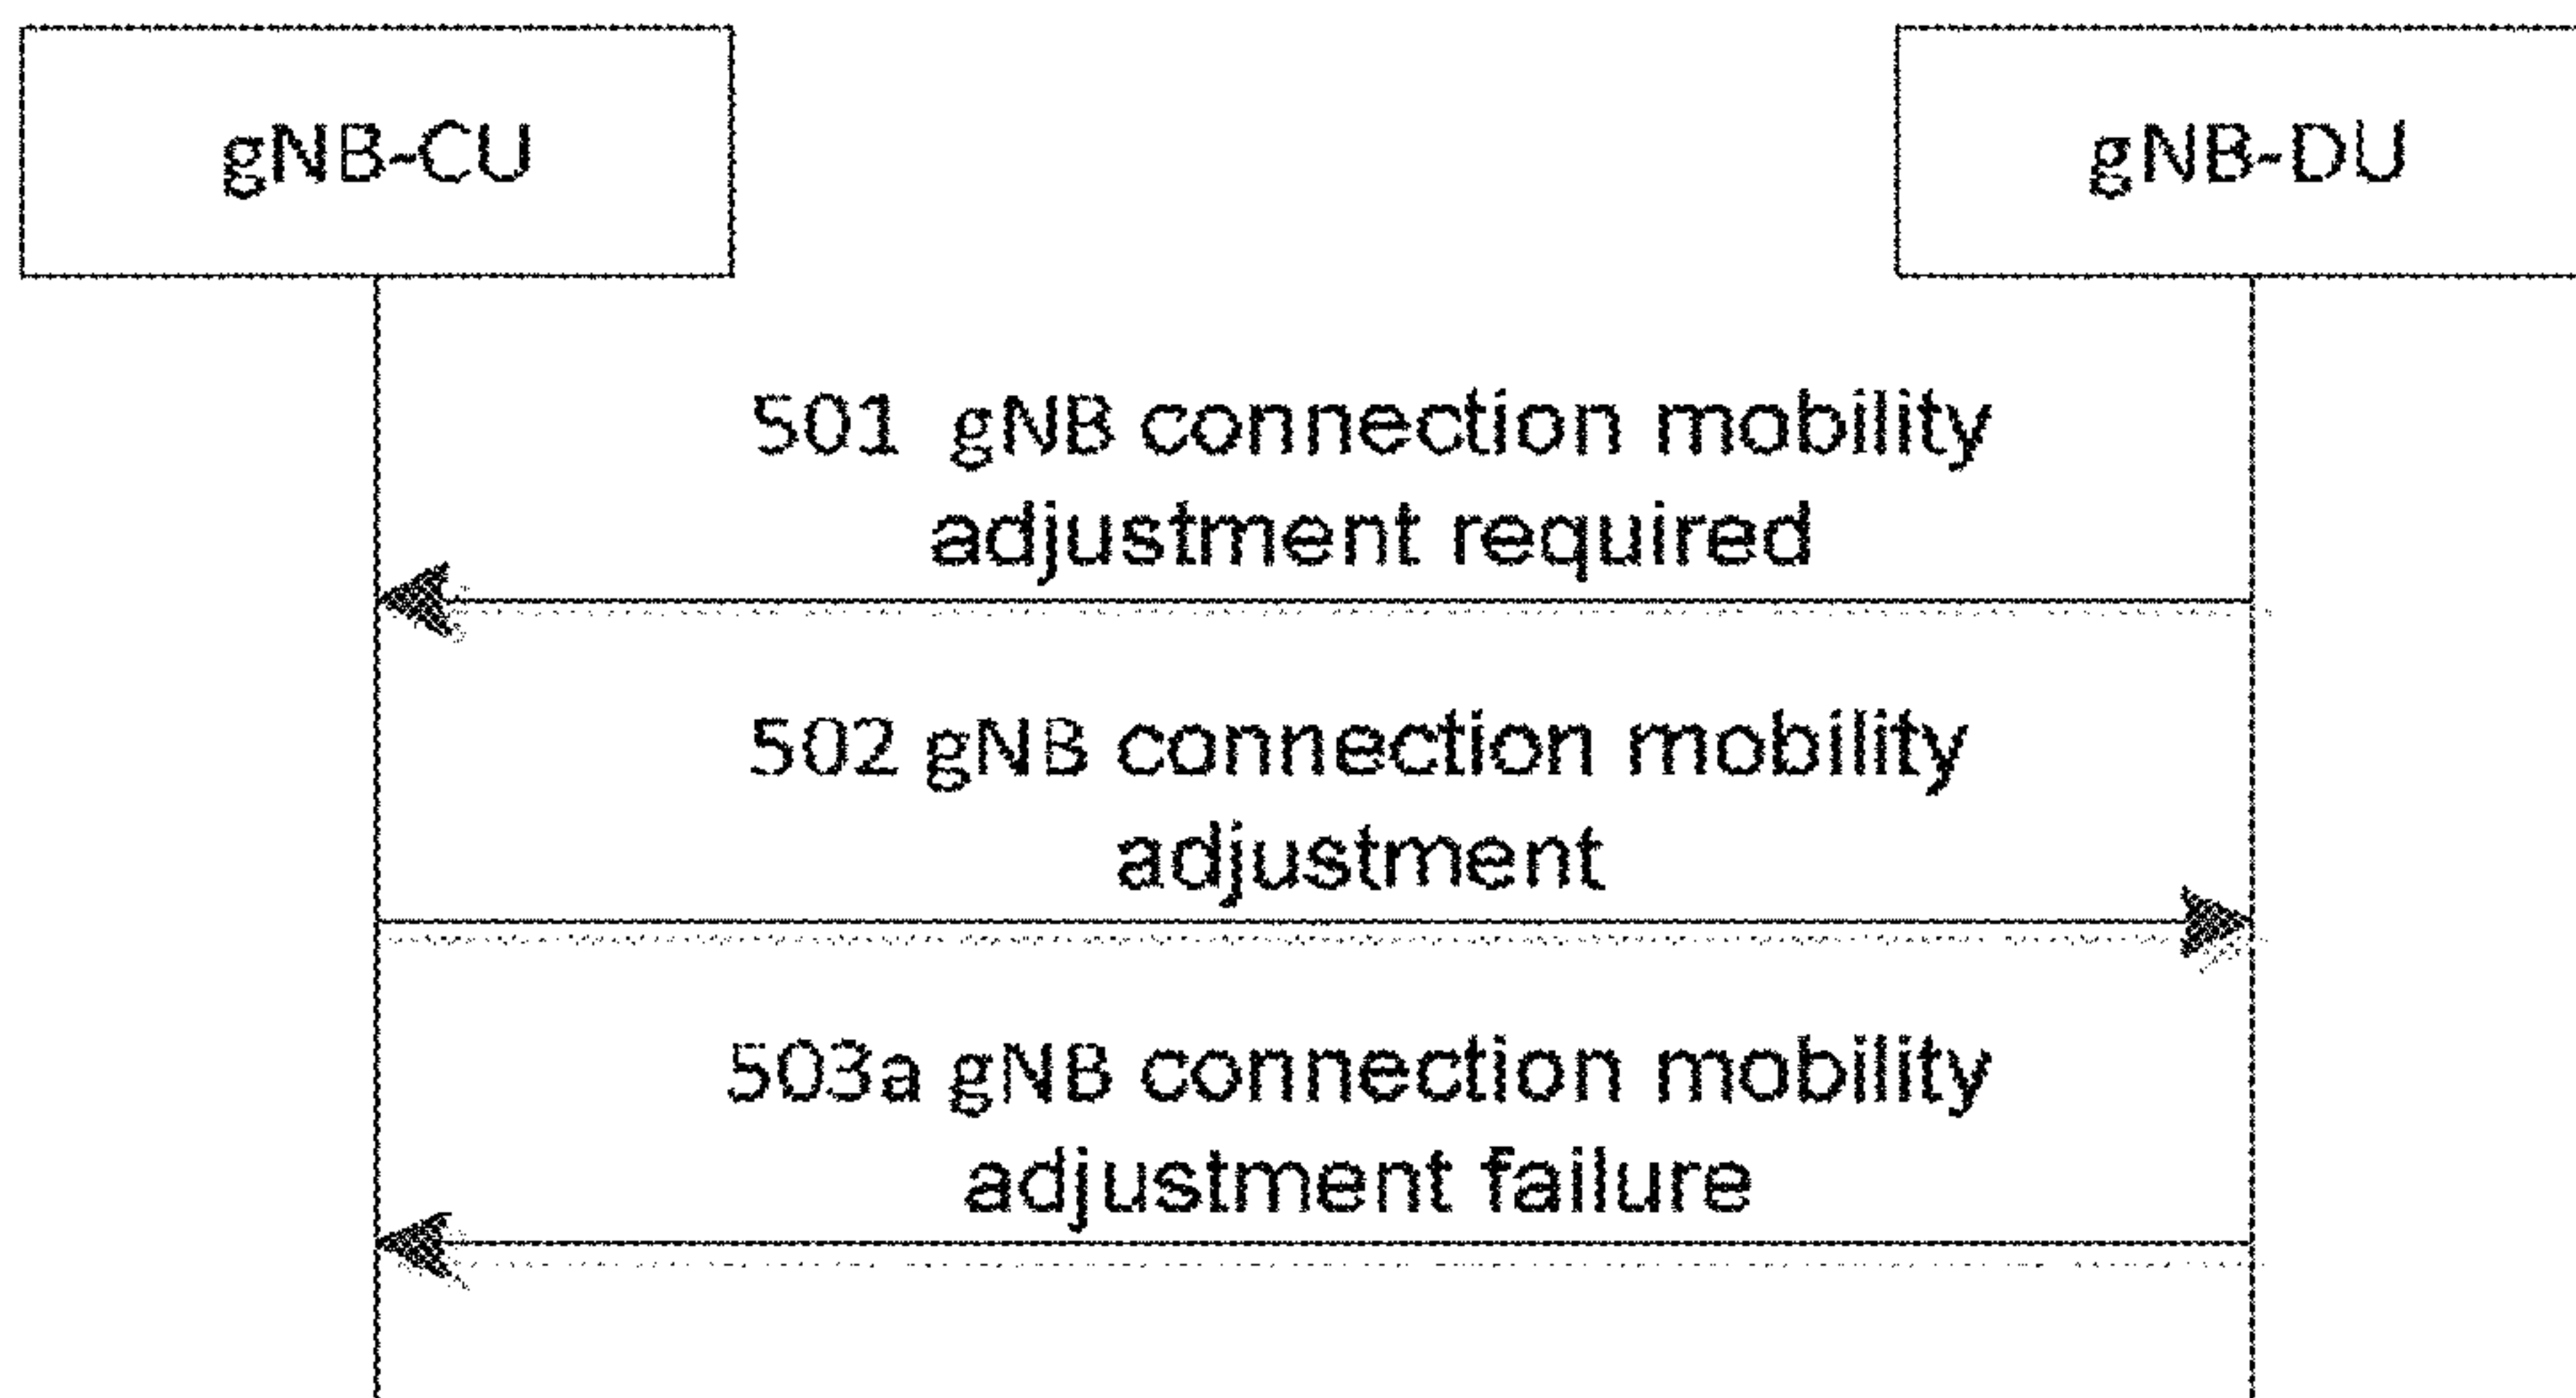 gNB-CU
gNB-DU
501 gNB connection mobility
adjustment required
502 gNB connection mobility
adjustment
503a gNB connection mobility
adjustment failure